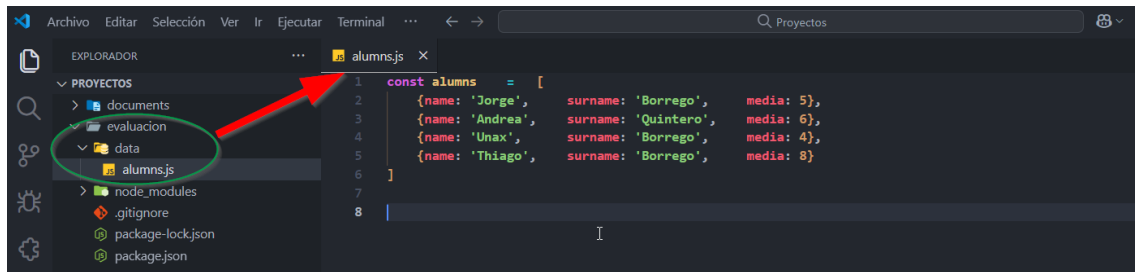 Archivo Editar Selección Ver Ir Ejecutar Terminal ··· Proyectos
EXPLORADOR ···
JS alumns.js
PROYECTOS
documents
evaluacion
data
JS alumns.js
node_modules
.gitignore
package-lock.json
package.json
1 const alumns = [
2 {name: 'Jorge', surname: 'Borrego', media: 5},
3 {name: 'Andrea', surname: 'Quintero', media: 6},
4 {name: 'Unax', surname: 'Borrego', media: 4},
5 {name: 'Thiago', surname: 'Borrego', media: 8}
6 ]
7
8